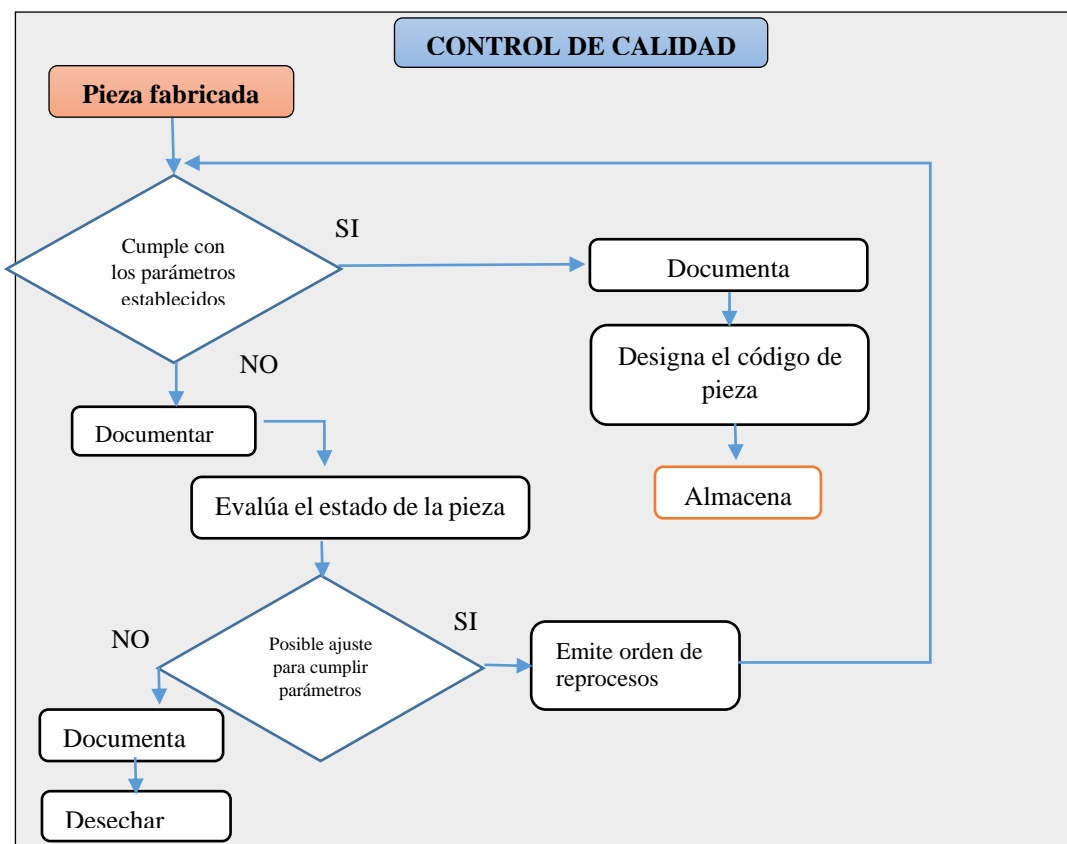 CONTROL DE CALIDAD
Pieza fabricada
SI
Cumple con
los parámetros
establecidos
Documenta
Designa el código de
pieza
NO
Documentar
Almacena
Evalúa el estado de la pieza
NO
SI
Posible ajuste
para cumplir
parámetros
Emite orden de
reprocesos
Documenta
Desechar